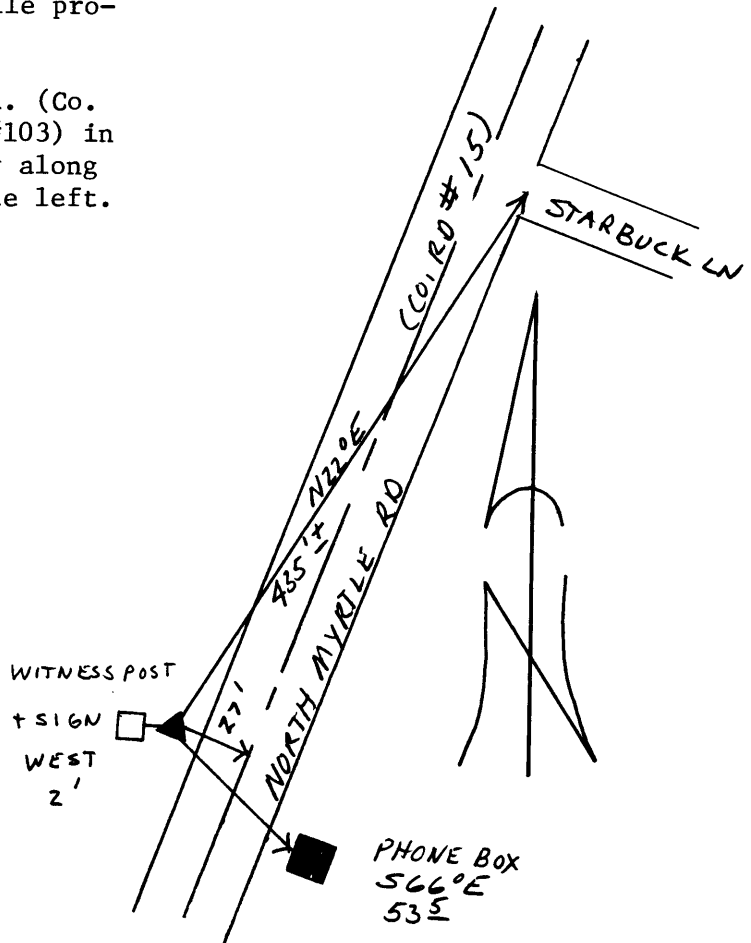 ile pro-
. (Co.
#103) in
along
e left.
(CO. RD # 15)
STARBUCK LN
N22°E
435'±
NORTH MYRTLE RD
27'
WITNESS POST
+ SIGN
WEST
2'
PHONE BOX
S66°E
53 5